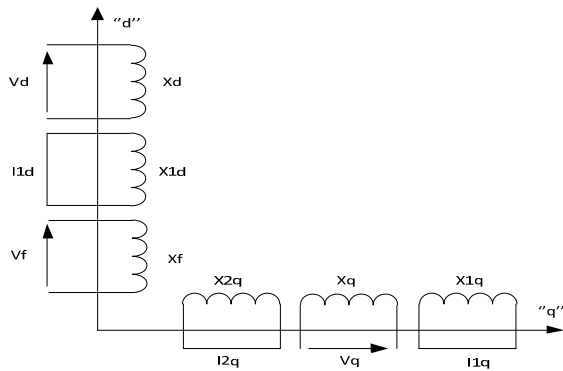 "d"
Vd
Xd
I1d
X1d
Vf
Xf
X2q
Xq
X1q
"q"
I2q
Vq
I1q